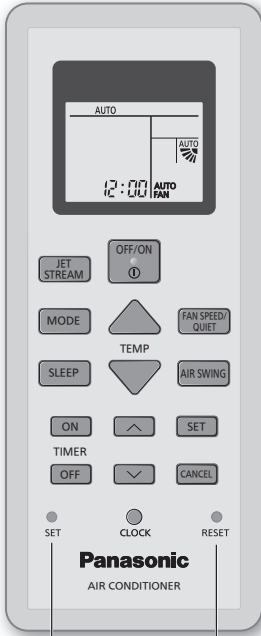 AUTO
AUTO
12:00 AUTO
FAN
OFF/ON
JET
STREAM
MODE
FAN SPEED/
QUIET
TEMP
SLEEP
AIR SWING
ON
SET
TIMER
OFF
CANCEL
SET
CLOCK
RESET
Panasonic
AIR CONDITIONER